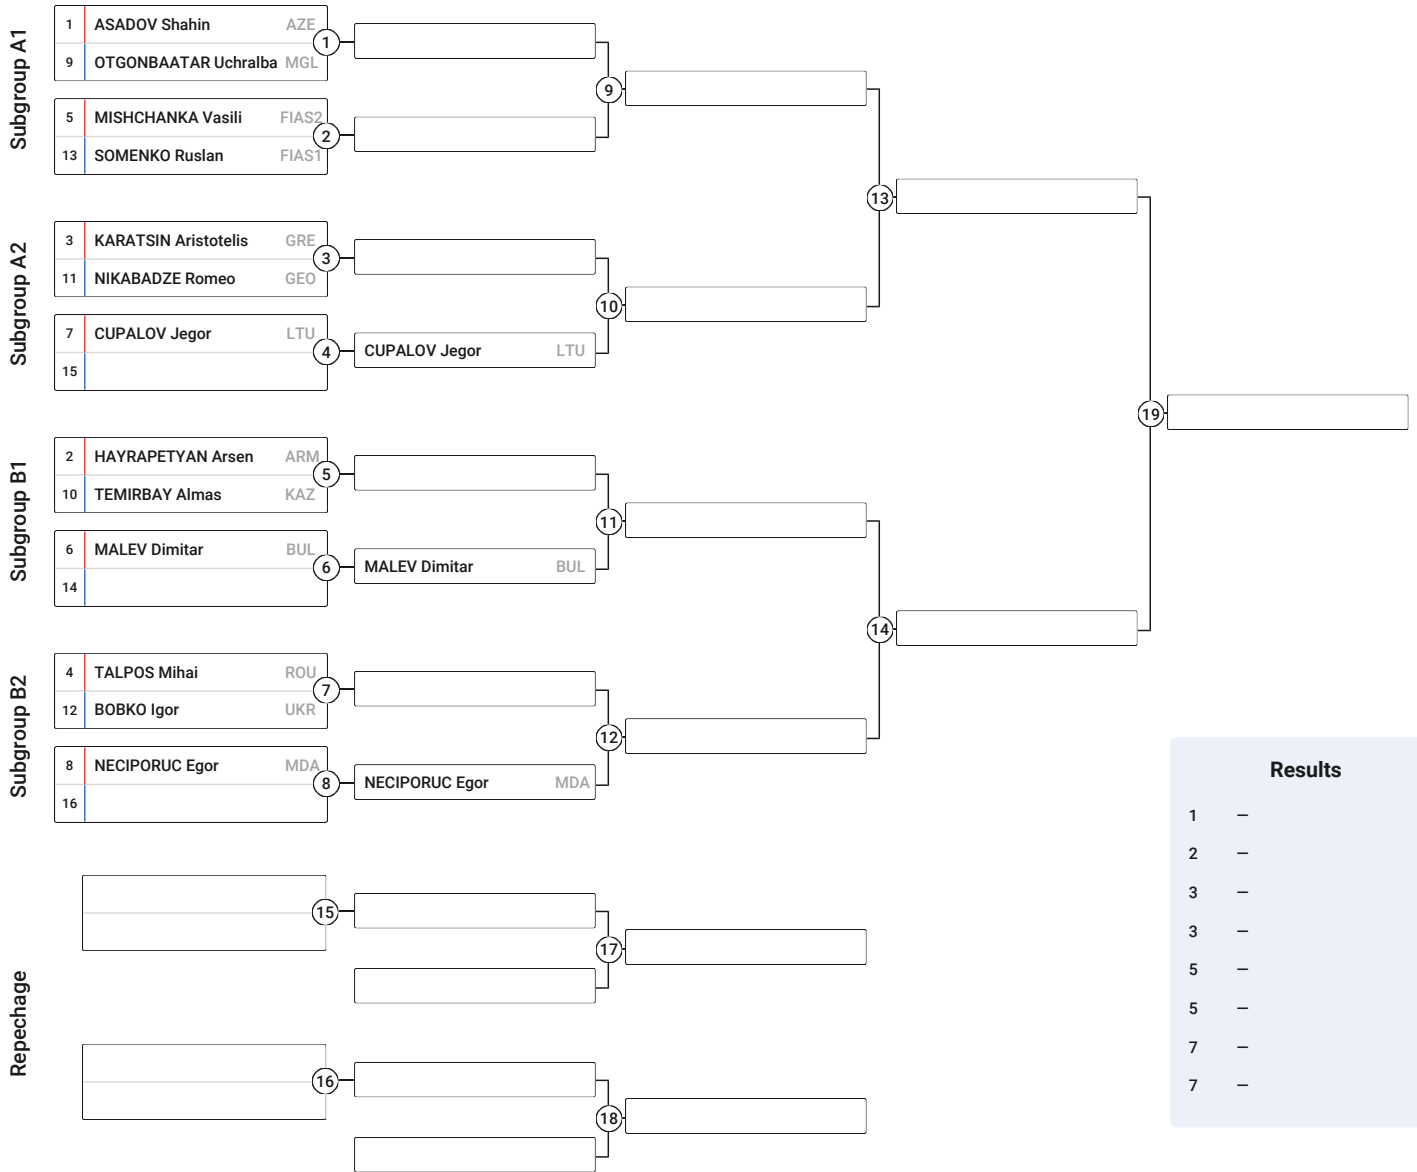 Subgroup A1
1 ASADOV Shahin AZE
9 OTGONBAATAR Uchralba MGL
1
5 MISHCHANKA Vasili FIAS2
13 SOMENKO Ruslan FIAS1
2
9
Subgroup A2
3 KARATSIN Aristotelis GRE
11 NIKABADZE Romeo GEO
3
7 CUPALOV Jegor LTU
15
4
CUPALOV Jegor LTU
10
13
Subgroup B1
2 HAYRAPETYAN Arsen ARM
10 TEMIRBAY Almas KAZ
5
6 MALEV Dimitar BUL
14
6
MALEV Dimitar BUL
11
Subgroup B2
4 TALPOS Mihai ROU
12 BOBKO Igor UKR
7
8 NECIPORUC Egor MDA
16
8
NECIPORUC Egor MDA
12
14
19
Repechage
15
17
16
18
Results
1 –
2 –
3 –
3 –
5 –
5 –
7 –
7 –